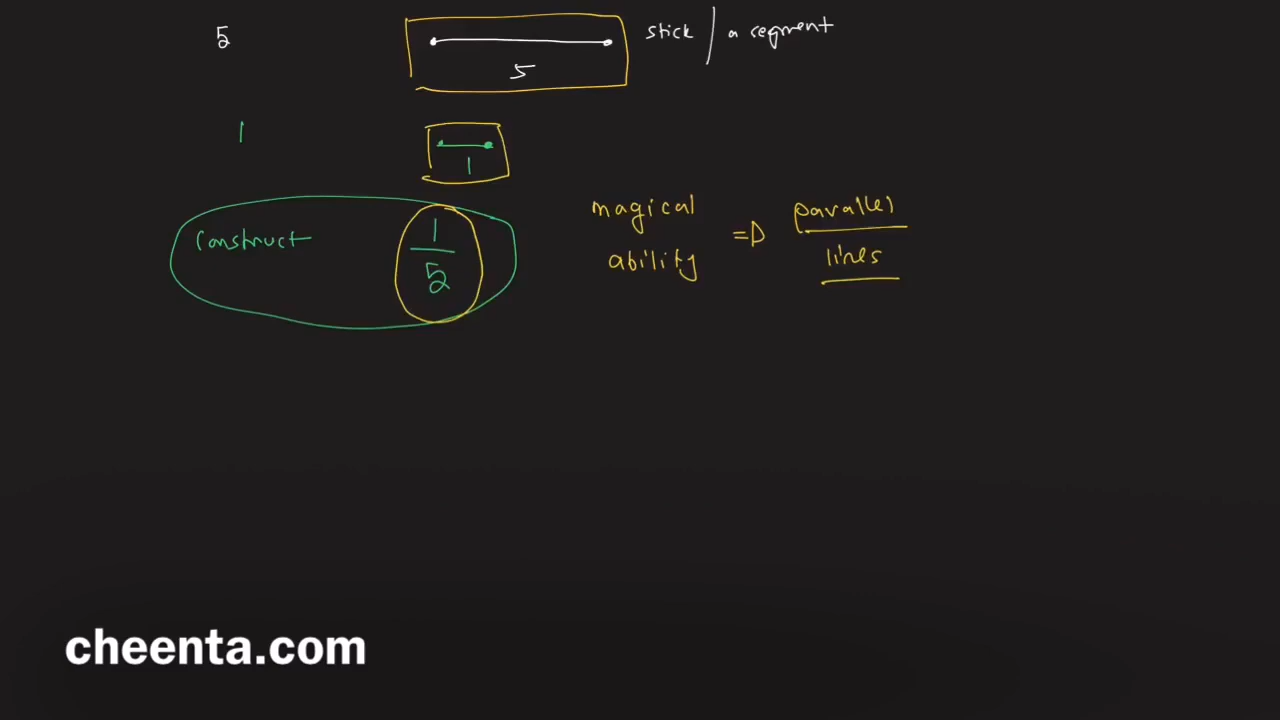 5
5
stick / a segment
1
1
construct
1
5
magical
ability
=D
parallel
lines
cheenta.com